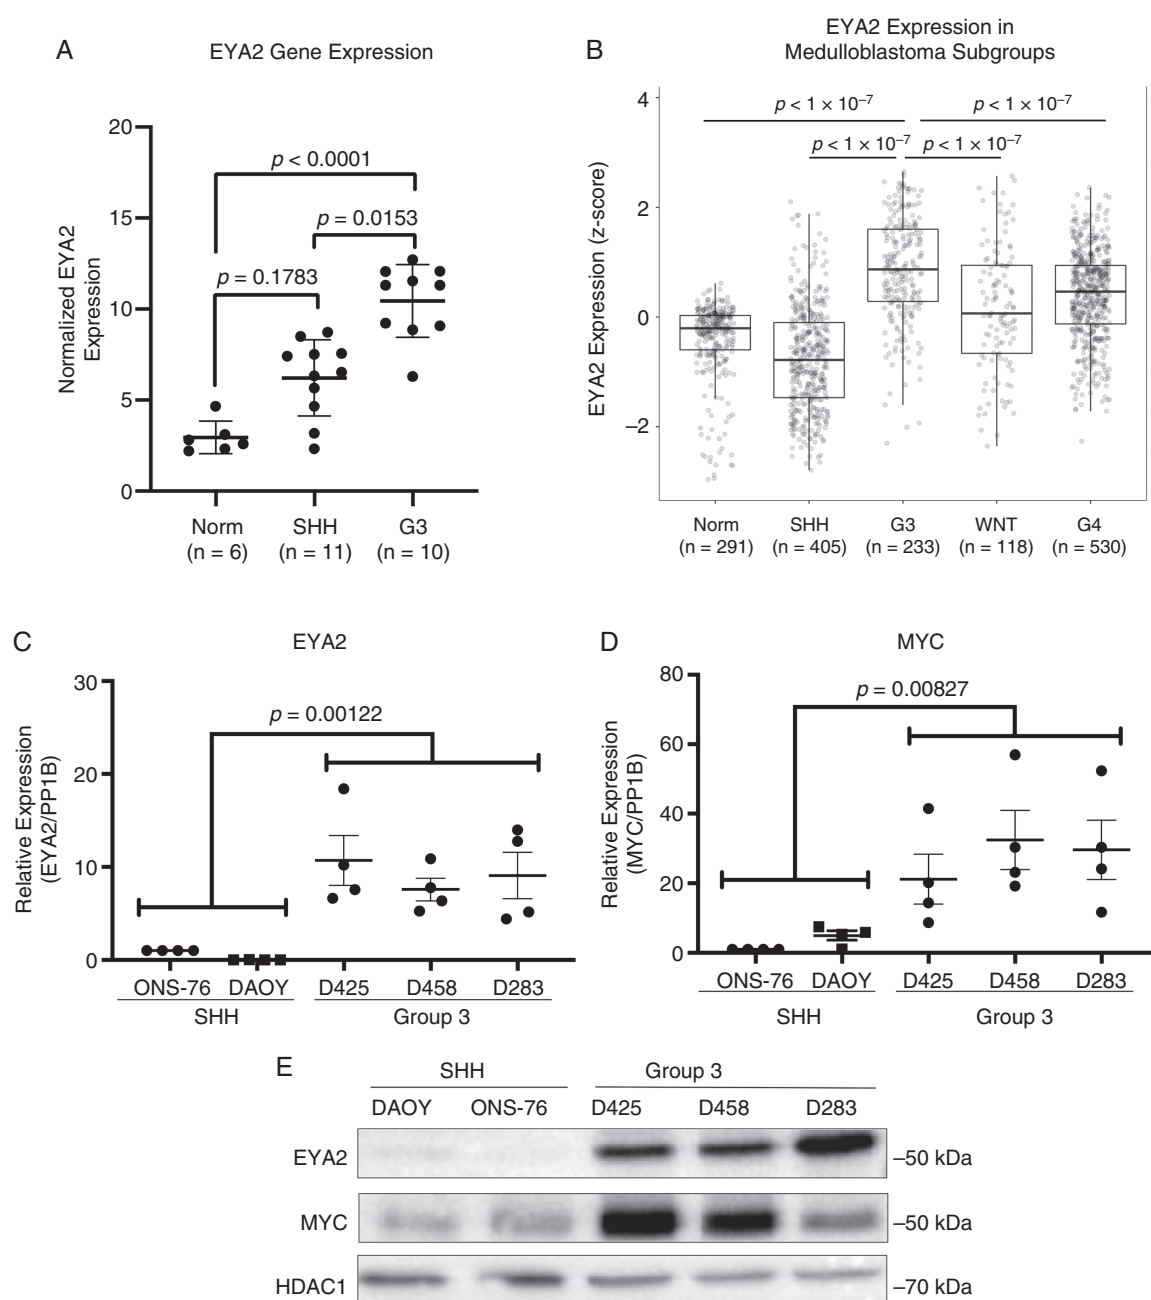 A
EYA2 Gene Expression
Normalized EYA2
Expression
20
15
10
5
0
p < 0.0001
p = 0.0153
p = 0.1783
Norm
(n = 6)
SHH
(n = 11)
G3
(n = 10)
B
EYA2 Expression in
Medulloblastoma Subgroups
EYA2 Expression (z-score)
4
2
0
–2
p < 1 × 10⁻⁷
p < 1 × 10⁻⁷
p < 1 × 10⁻⁷
p < 1 × 10⁻⁷
Norm
(n = 291)
SHH
(n = 405)
G3
(n = 233)
WNT
(n = 118)
G4
(n = 530)
C
EYA2
Relative Expression
(EYA2/PP1B)
30
20
10
0
p = 0.00122
ONS-76 DAOY D425 D458 D283
SHH Group 3
D
MYC
Relative Expression
(MYC/PP1B)
80
60
40
20
0
p = 0.00827
ONS-76 DAOY D425 D458 D283
SHH Group 3
E
SHH Group 3
DAOY ONS-76 D425 D458 D283
EYA2 –50 kDa
MYC –50 kDa
HDAC1 –70 kDa